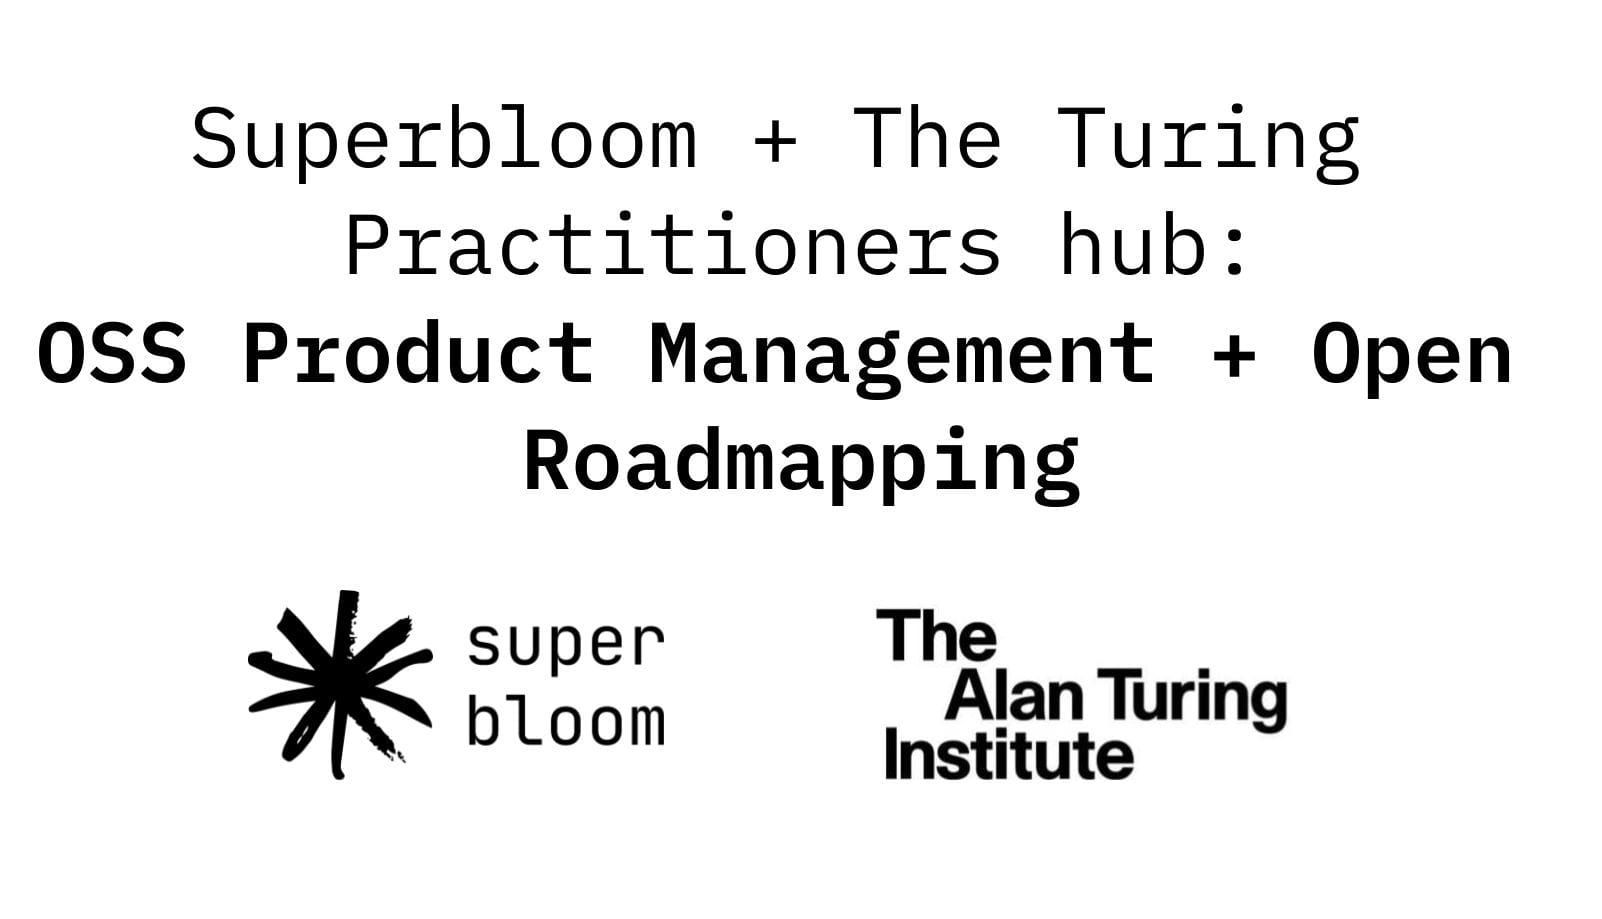 Superbloom + The Turing
Practitioners hub:
OSS Product Management + Open
Roadmapping
super
bloom
The
Alan Turing
Institute